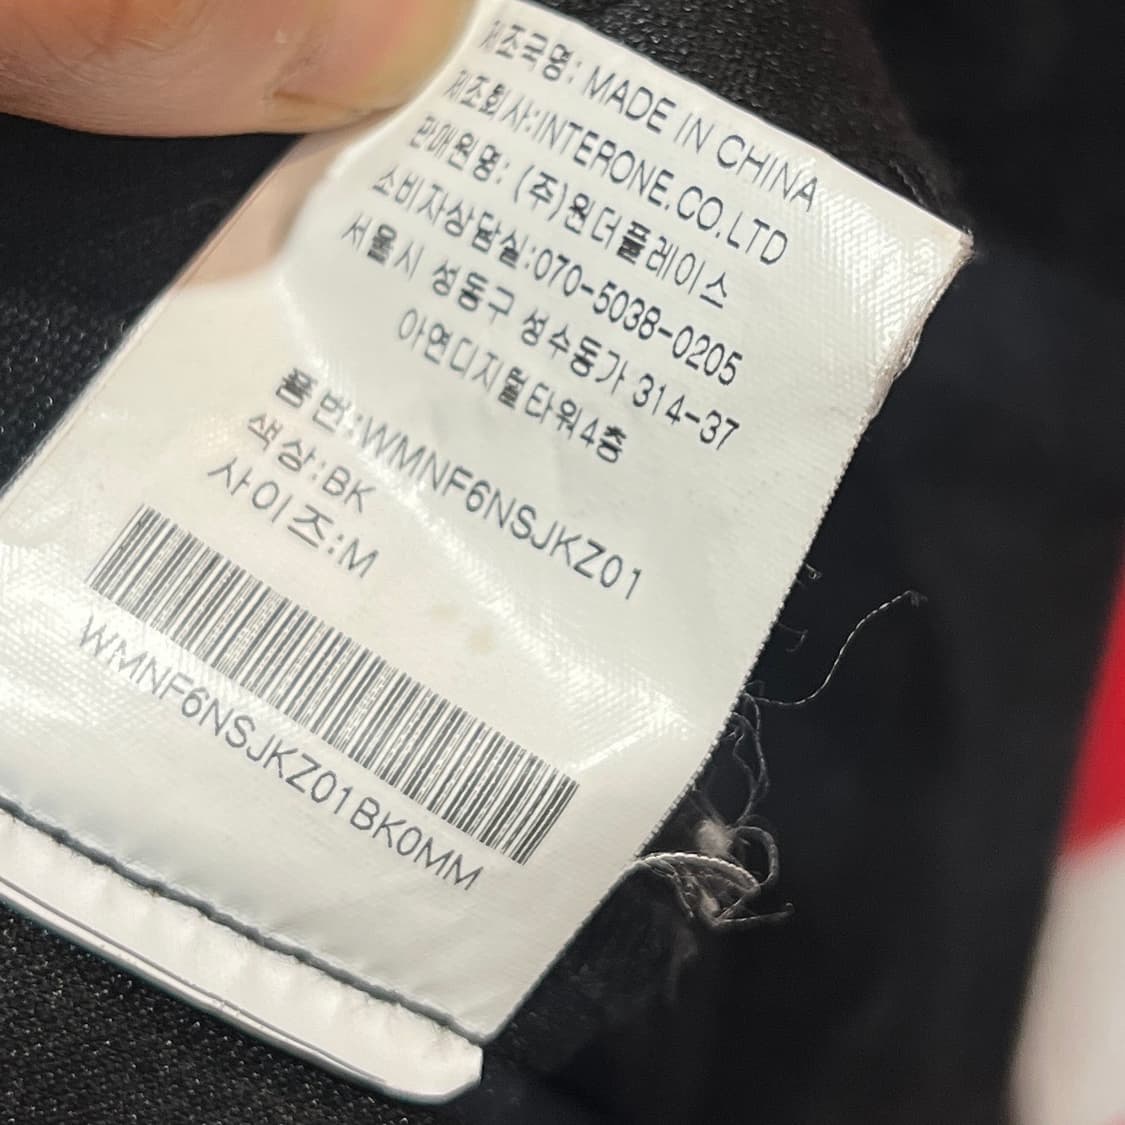 제조국명: MADE IN CHINA
제조회사:INTERONE.CO.LTD
판매원명: (주)원더플레이스
소비자상담실:070-5038-0205
서울시 성동구 성수동가 314-37
아연디지털타워4층
품번:WMNF6NSJKZ01
색상:BK
사이즈:M
WMNF6NSJKZ01BK0MM